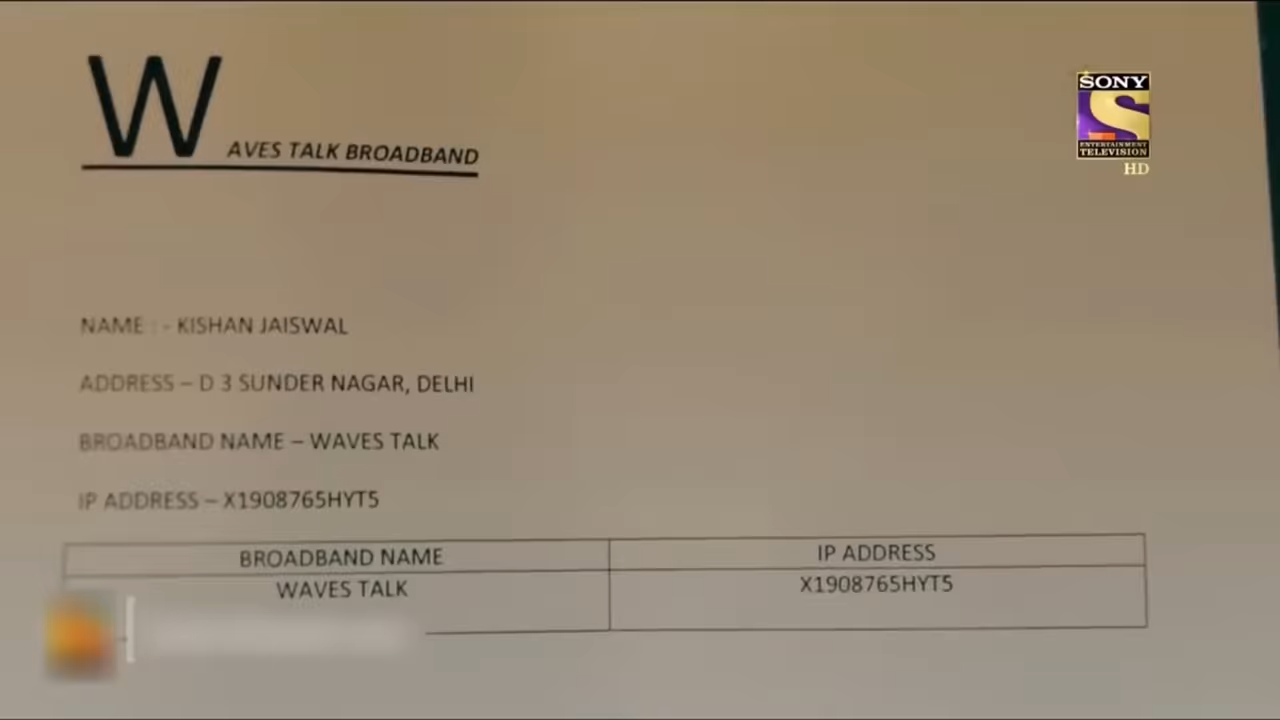 WAVES TALK BROADBAND
SONY
ENTERTAINMENT
TELEVISION
HD
NAME : - KISHAN JAISWAL
ADDRESS – D 3 SUNDER NAGAR, DELHI
BROADBAND NAME – WAVES TALK
IP ADDRESS – X1908765HYT5
BROADBAND NAME IP ADDRESS
WAVES TALK X1908765HYT5